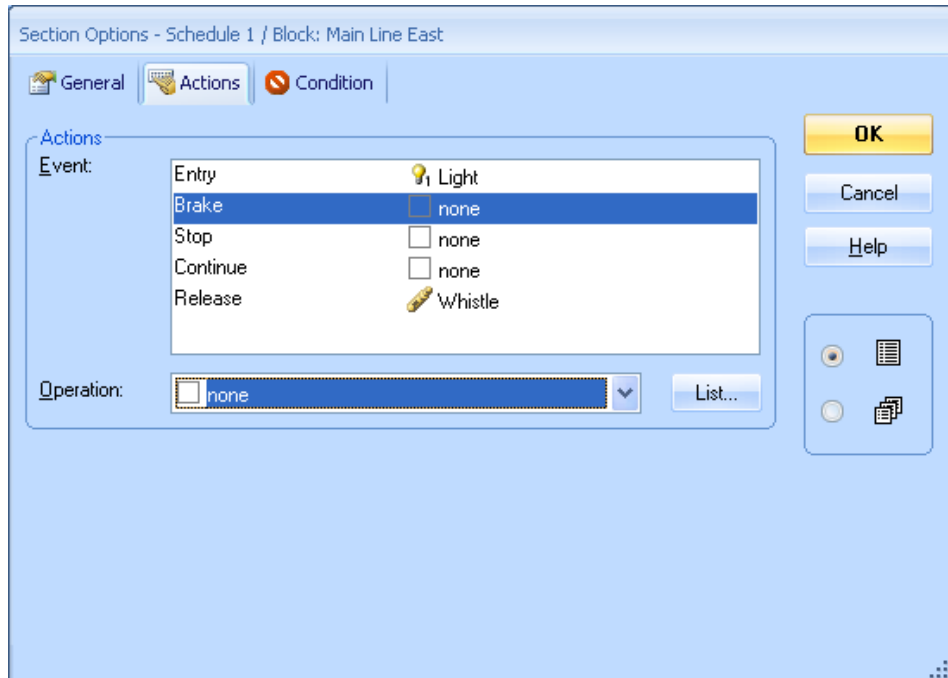 Section Options - Schedule 1 / Block: Main Line East
General Actions Condition
Actions
Event:
Entry 1 Light
Brake none
Stop none
Continue none
Release Whistle
Operation: none List...
OK
Cancel
Help